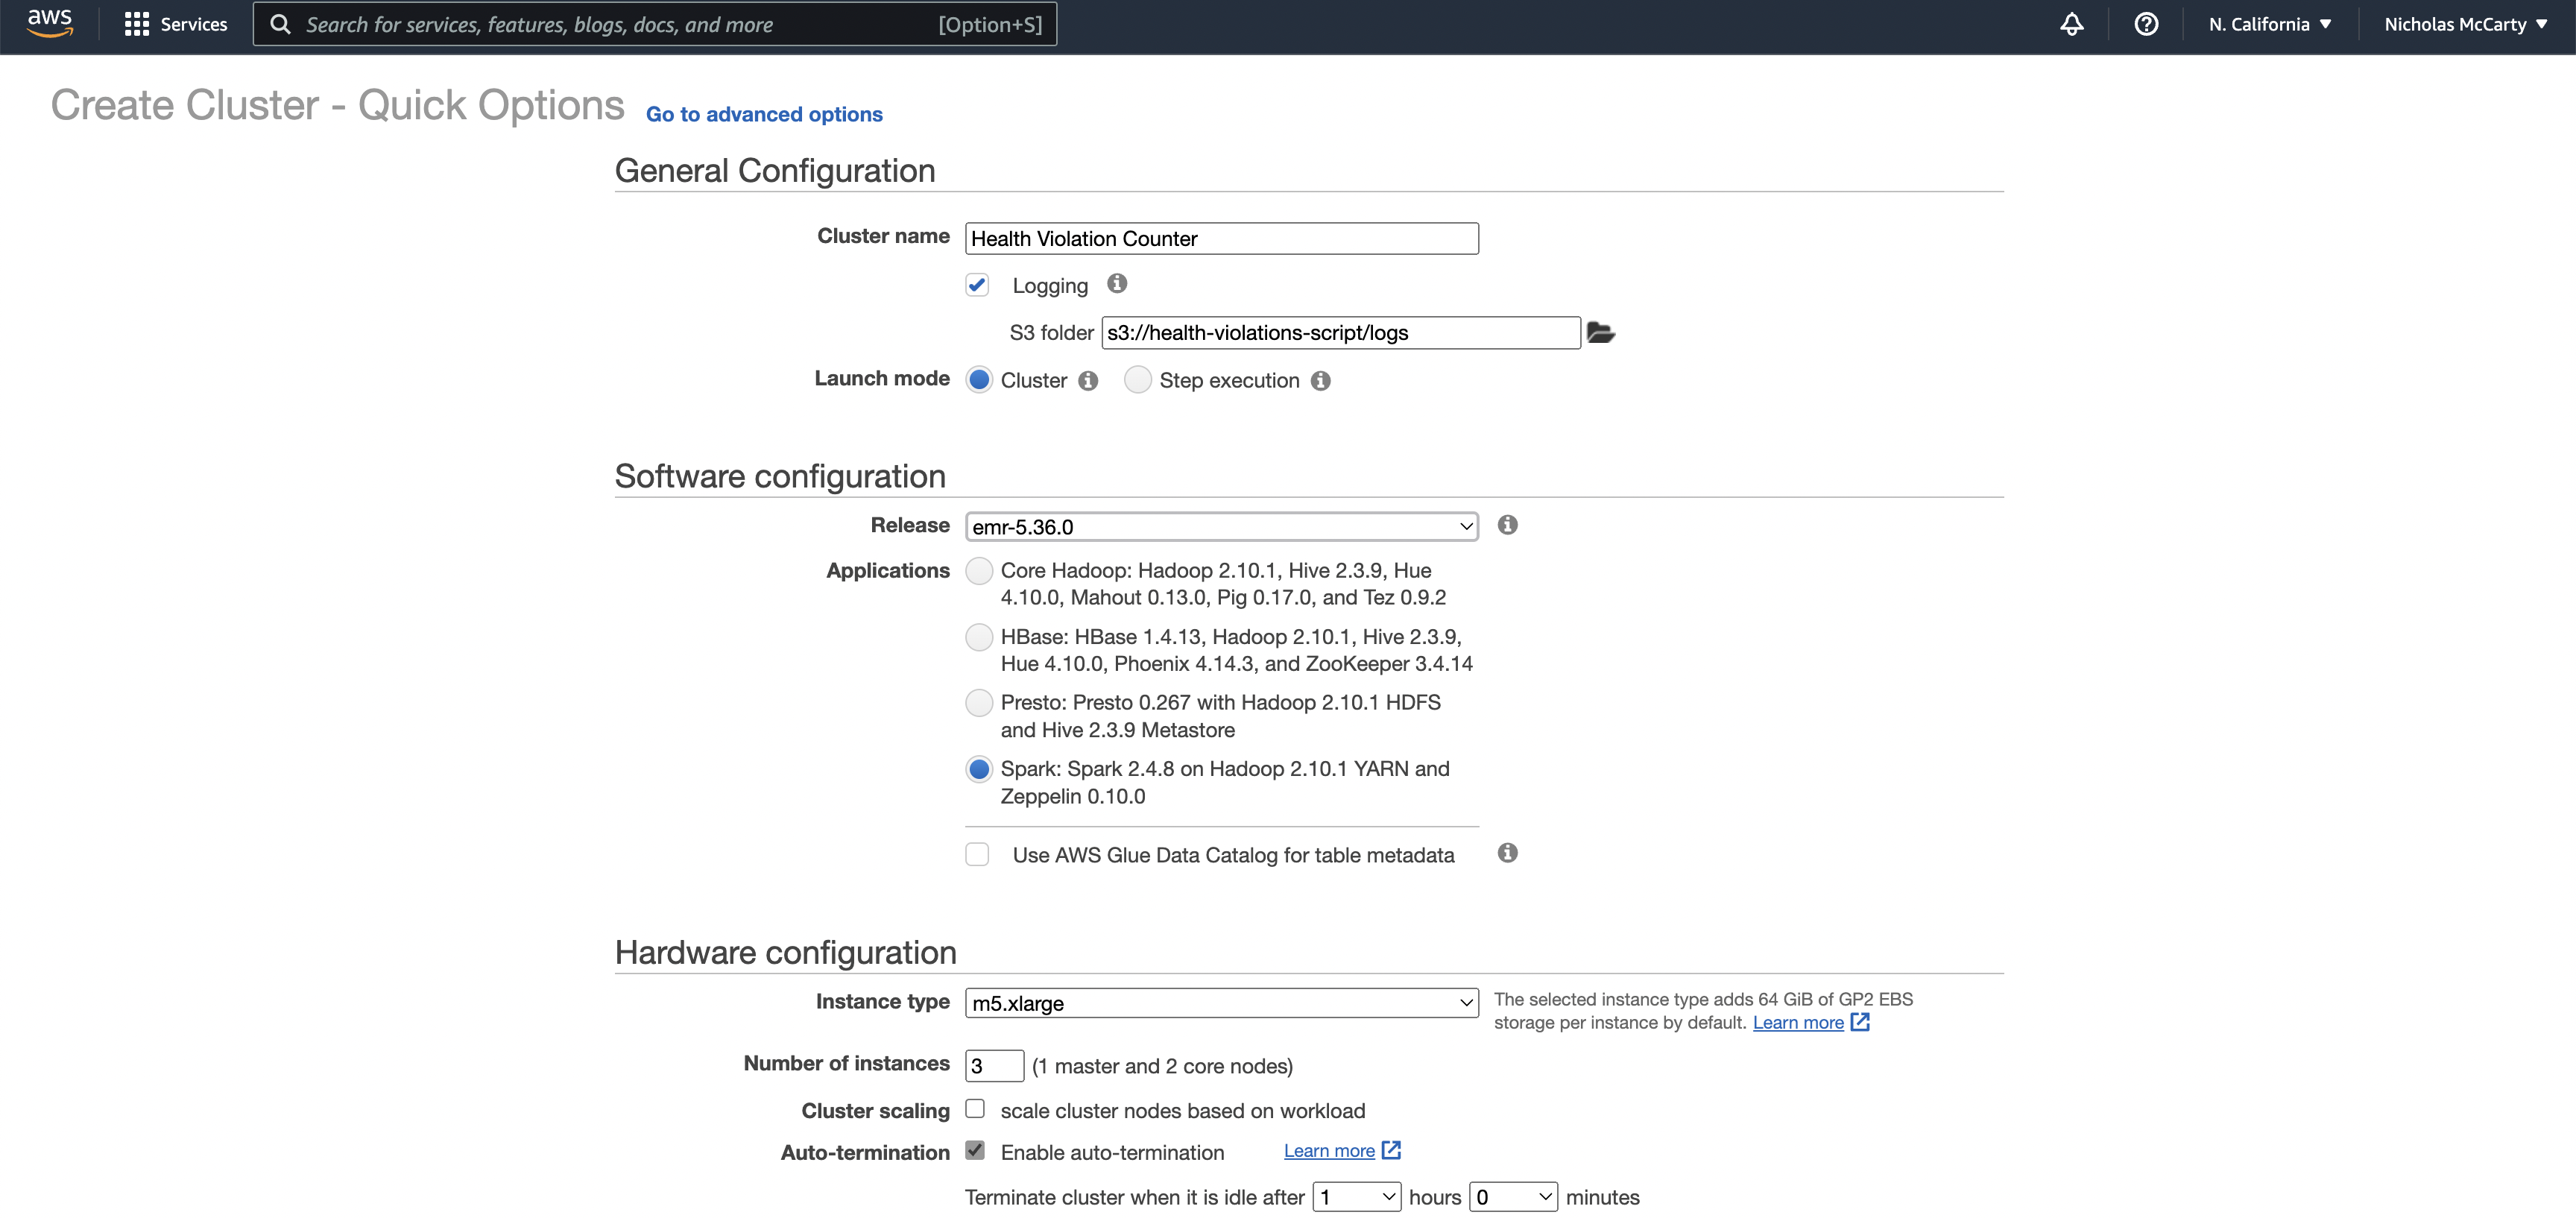 aws Services Search for services, features, blogs, docs, and more [Option+S] N. California ▼ Nicholas McCarty ▼
Create Cluster - Quick Options Go to advanced options
General Configuration
Cluster name Health Violation Counter
Logging
S3 folder s3://health-violations-script/logs
Launch mode Cluster Step execution
Software configuration
Release emr-5.36.0
Applications Core Hadoop: Hadoop 2.10.1, Hive 2.3.9, Hue
4.10.0, Mahout 0.13.0, Pig 0.17.0, and Tez 0.9.2
HBase: HBase 1.4.13, Hadoop 2.10.1, Hive 2.3.9,
Hue 4.10.0, Phoenix 4.14.3, and ZooKeeper 3.4.14
Presto: Presto 0.267 with Hadoop 2.10.1 HDFS
and Hive 2.3.9 Metastore
Spark: Spark 2.4.8 on Hadoop 2.10.1 YARN and
Zeppelin 0.10.0
Use AWS Glue Data Catalog for table metadata
Hardware configuration
Instance type m5.xlarge
The selected instance type adds 64 GiB of GP2 EBS
storage per instance by default. Learn more
Number of instances 3 (1 master and 2 core nodes)
Cluster scaling scale cluster nodes based on workload
Auto-termination Enable auto-termination Learn more
Terminate cluster when it is idle after 1 hours 0 minutes